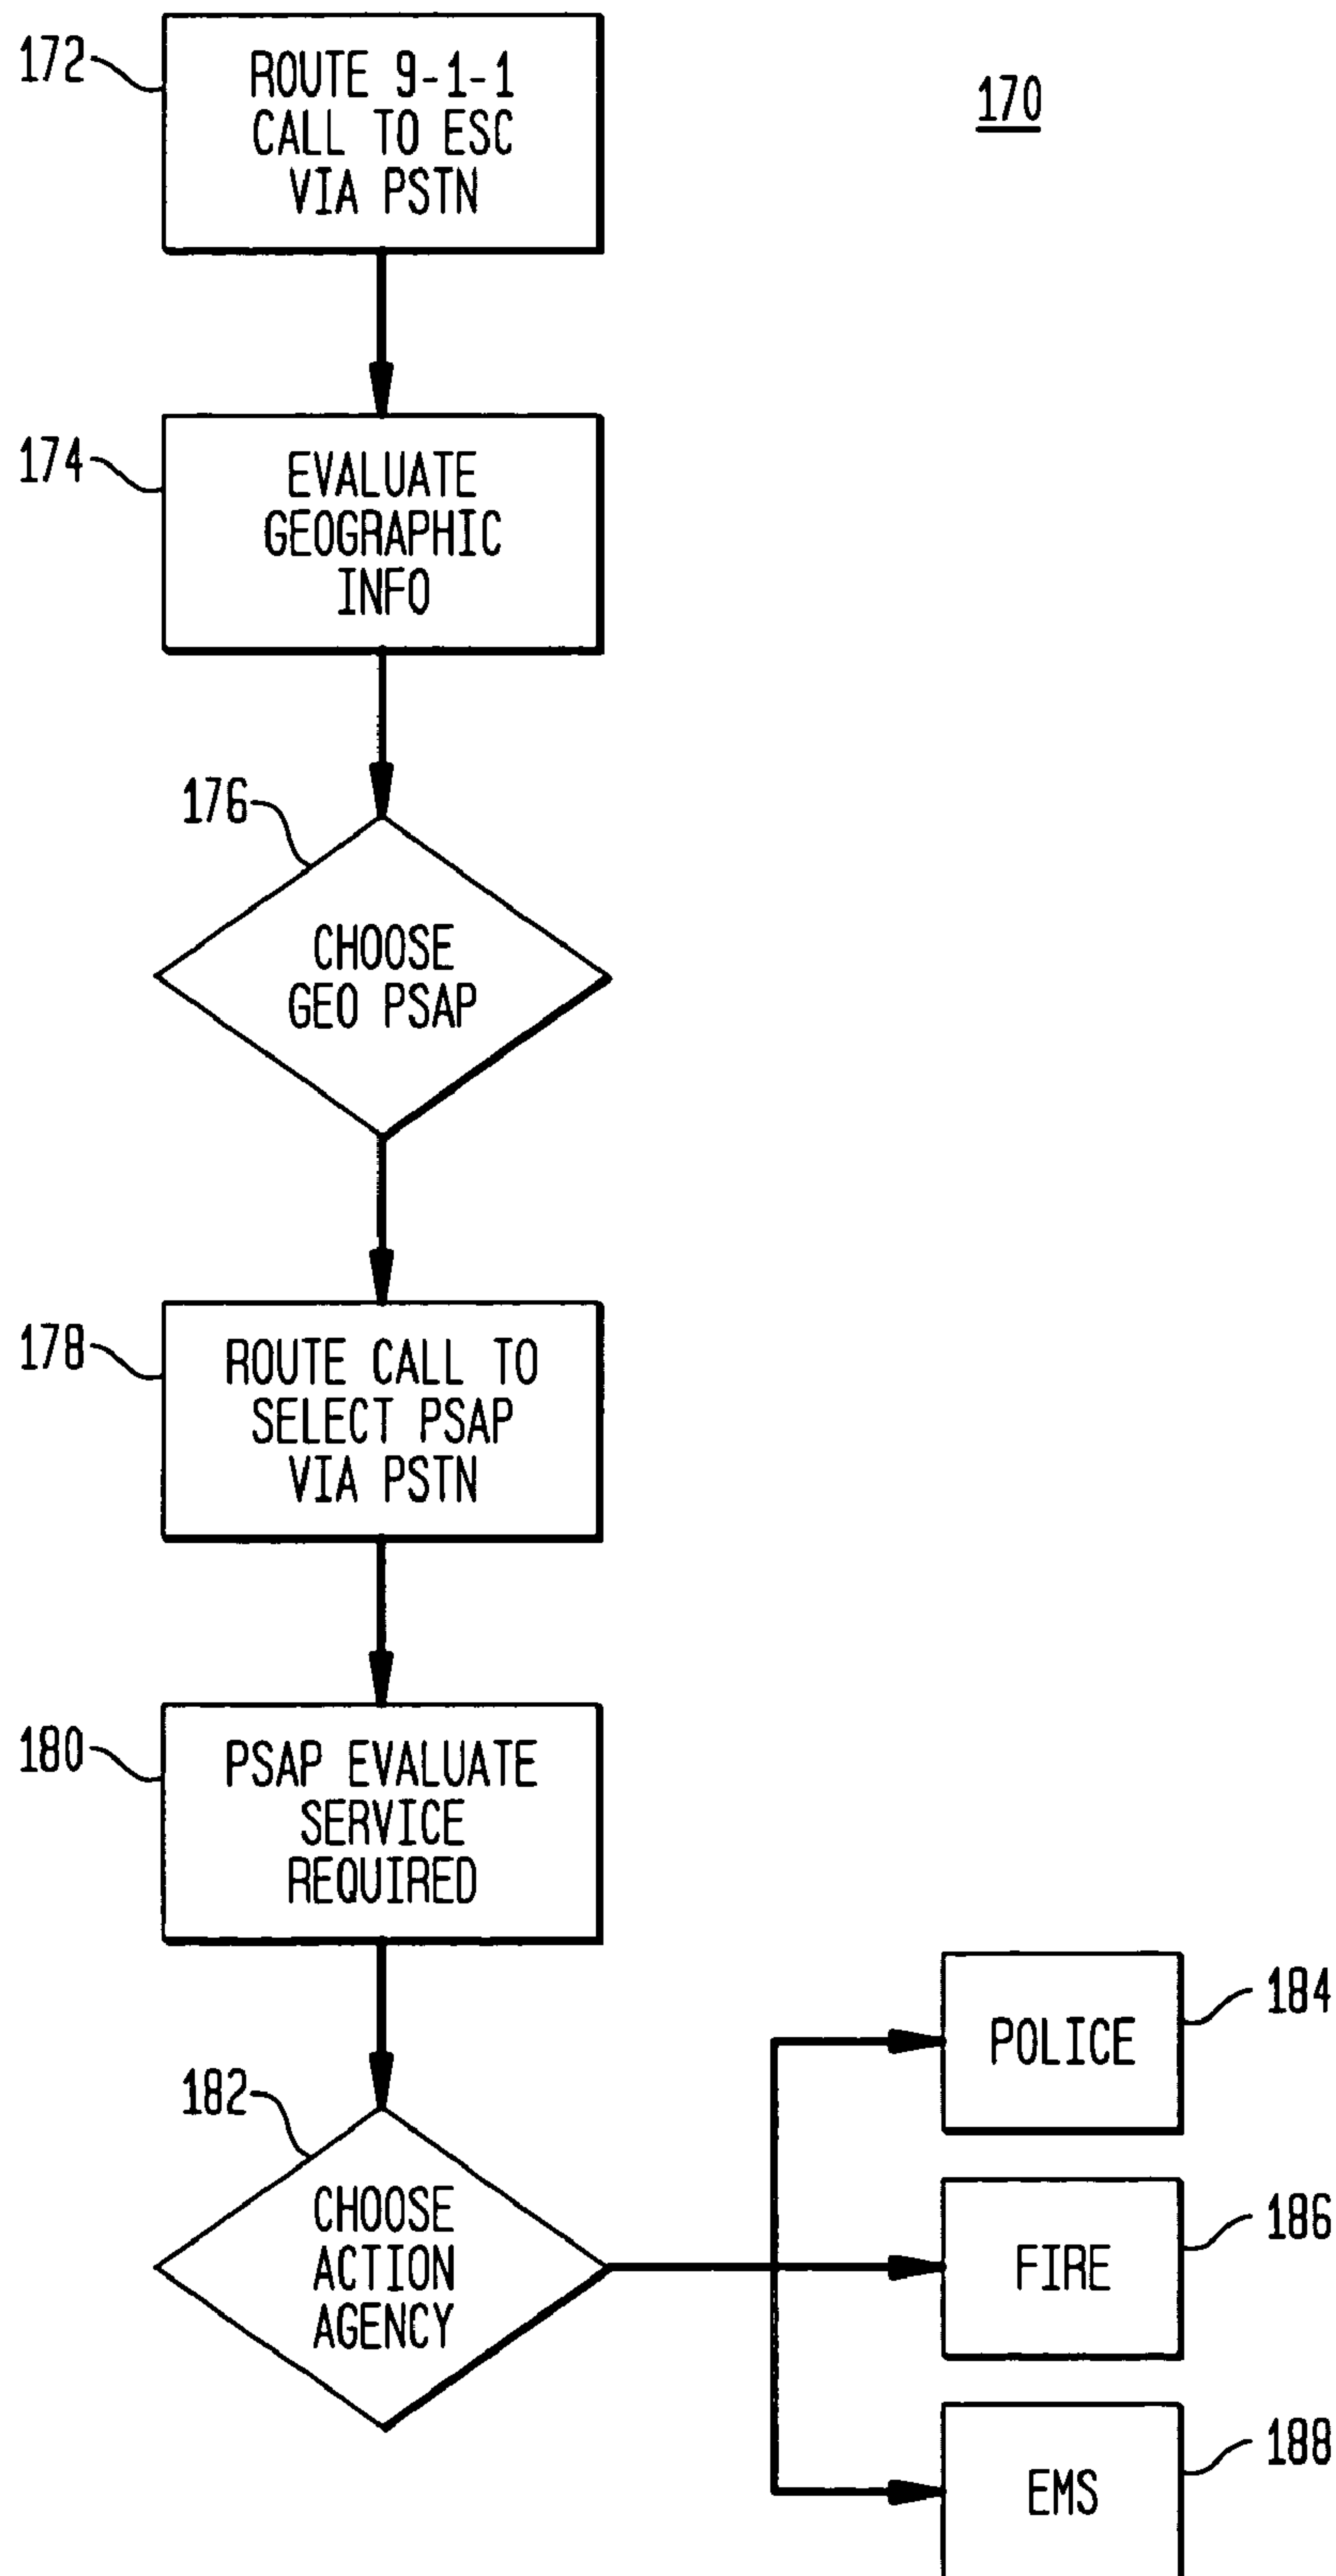 172
ROUTE 9-1-1
CALL TO ESC
VIA PSTN
170
174
EVALUATE
GEOGRAPHIC
INFO
176
CHOOSE
GEO PSAP
178
ROUTE CALL TO
SELECT PSAP
VIA PSTN
180
PSAP EVALUATE
SERVICE
REQUIRED
182
CHOOSE
ACTION
AGENCY
POLICE
184
FIRE
186
EMS
188